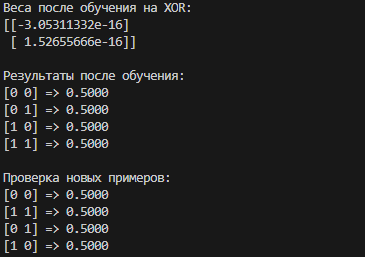 Веса после обучения на XOR:
[[-3.05311332e-16]
[ 1.52655666e-16]]
Результаты после обучения:
[0 0] => 0.5000
[0 1] => 0.5000
[1 0] => 0.5000
[1 1] => 0.5000
Проверка новых примеров:
[0 0] => 0.5000
[1 1] => 0.5000
[0 1] => 0.5000
[1 0] => 0.5000